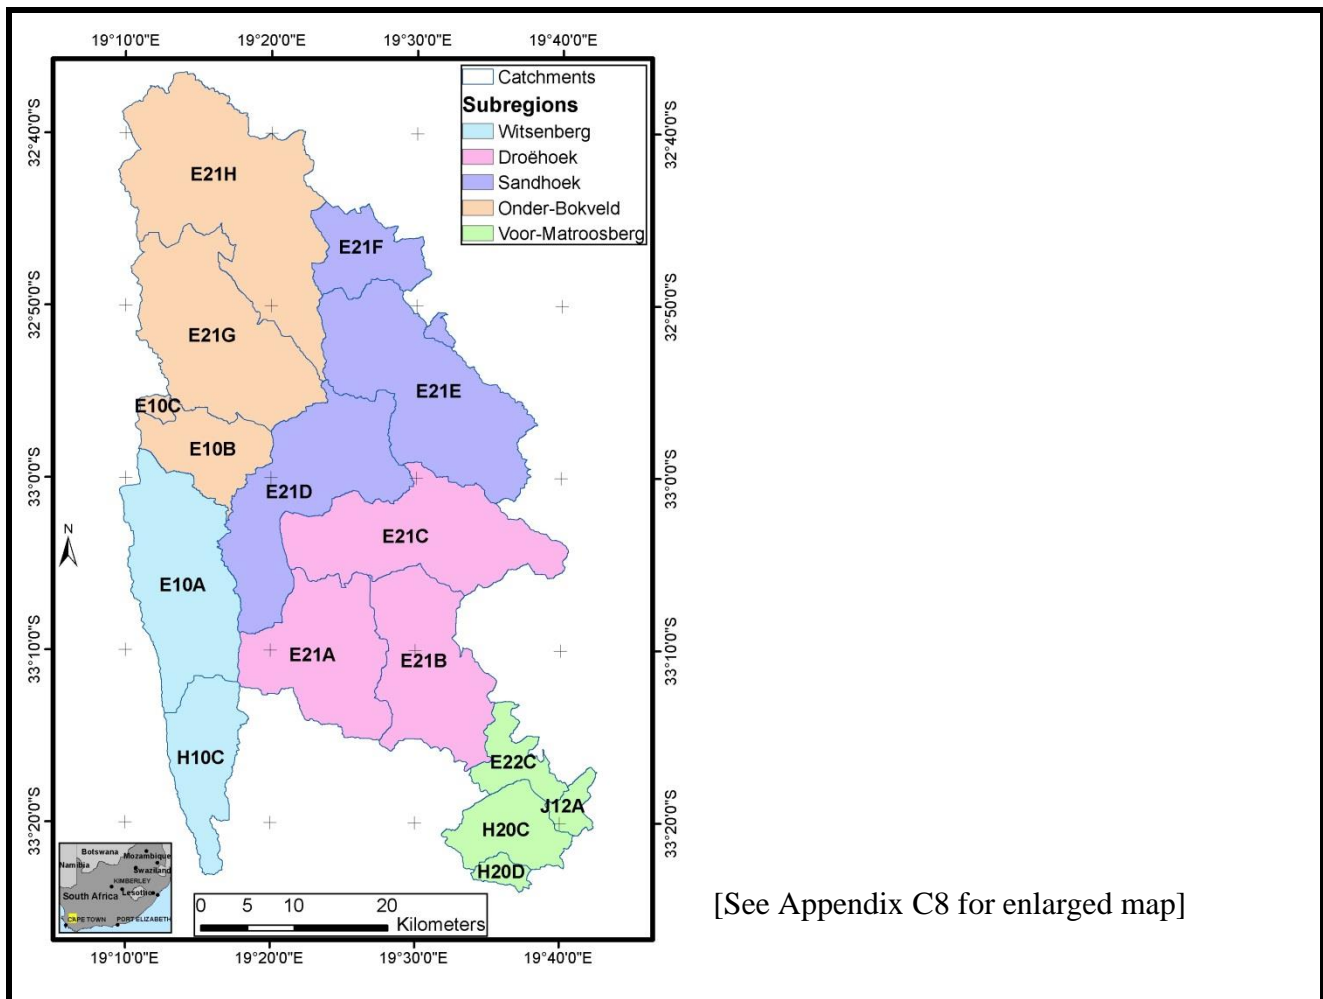 19°10'0"E 19°20'0"E 19°30'0"E 19°40'0"E
Catchments
Subregions
Witsenberg
Droëhoek
Sandhoek
Onder-Bokveld
Voor-Matroosberg
32°40'0"S 32°40'0"S
E21H
E21F
32°50'0"S 32°50'0"S
E21G
E21E
E10C
E10B
33°0'0"S 33°0'0"S
E21D
E21C
N
E10A
33°10'0"S 33°10'0"S
E21A
E21B
H10C
E22C
J12A
33°20'0"S 33°20'0"S
H20C
H20D
Botswana
Mozambique
Namibia
Swaziland
KIMBERLEY
South Africa
Lesotho
CAPE TOWN PORT ELIZABETH
0 5 10 20
Kilometers
[See Appendix C8 for enlarged map]
19°10'0"E 19°20'0"E 19°30'0"E 19°40'0"E